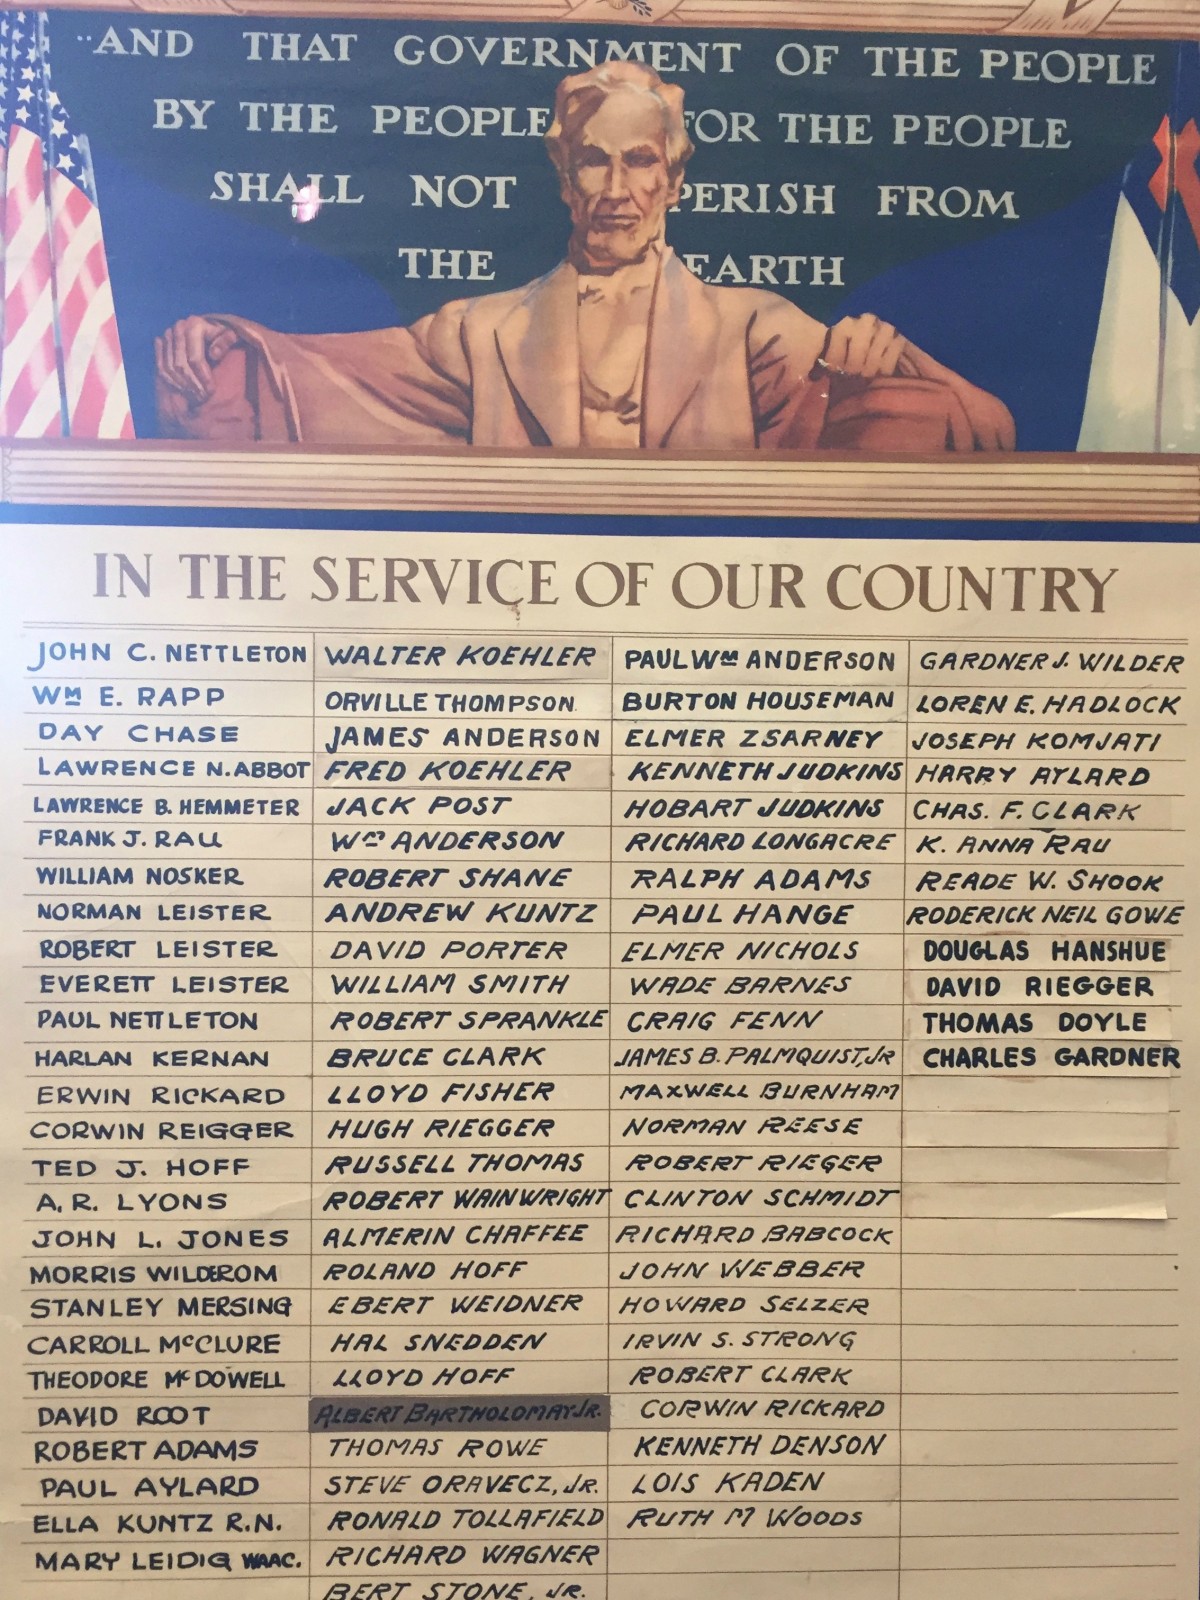 "AND THAT GOVERNMENT OF THE PEOPLE
BY THE PEOPLE FOR THE PEOPLE
SHALL NOT PERISH FROM
THE EARTH
IN THE SERVICE OF OUR COUNTRY
JOHN C. NETTLETON
WM E. RAPP
DAY CHASE
LAWRENCE N. ABBOT
LAWRENCE B. HEMMETER
FRANK J. RAU
WILLIAM NOSKER
NORMAN LEISTER
ROBERT LEISTER
EVERETT LEISTER
PAUL NETTLETON
HARLAN KERNAN
ERWIN RICKARD
CORWIN REIGGER
TED J. HOFF
A. R. LYONS
JOHN L. JONES
MORRIS WILDEROM
STANLEY MERSING
CARROLL McCLURE
THEODORE McDOWELL
DAVID ROOT
ROBERT ADAMS
PAUL AYLARD
ELLA KUNTZ R.N.
MARY LEIDIG WAAC.
WALTER KOEHLER
ORVILLE THOMPSON
JAMES ANDERSON
FRED KOEHLER
JACK POST
WM ANDERSON
ROBERT SHANE
ANDREW KUNTZ
DAVID PORTER
WILLIAM SMITH
ROBERT SPRANKLE
BRUCE CLARK
LLOYD FISHER
HUGH RIEGGER
RUSSELL THOMAS
ROBERT WAINWRIGHT
ALMERIN CHAFFEE
ROLAND HOFF
EBERT WEIDNER
HAL SNEDDEN
LLOYD HOFF
ALBERT BARTHOLOMAY JR.
THOMAS ROWE
STEVE ORAVECZ, JR.
RONALD TOLLAFIELD
RICHARD WAGNER
BERT STONE, JR.
PAUL WM ANDERSON
BURTON HOUSEMAN
ELMER ZSARNEY
KENNETH JUDKINS
HOBART JUDKINS
RICHARD LONGACRE
RALPH ADAMS
PAUL HANGE
ELMER NICHOLS
WADE BARNES
CRAIG FENN
JAMES B. PALMQUIST, JR
MAXWELL BURNHAM
NORMAN REESE
ROBERT RIEGER
CLINTON SCHMIDT
RICHARD BABCOCK
JOHN WEBBER
HOWARD SELZER
IRVIN S. STRONG
ROBERT CLARK
CORWIN RICKARD
KENNETH DENSON
LOIS KADEN
RUTH M WOODS
GARDNER J. WILDER
LOREN E. HADLOCK
JOSEPH KOMJATI
HARRY AYLARD
CHAS. F. CLARK
K. ANNA RAU
READE W. SHOOK
RODERICK NEIL GOWE
DOUGLAS HANSHUE
DAVID RIEGGER
THOMAS DOYLE
CHARLES GARDNER